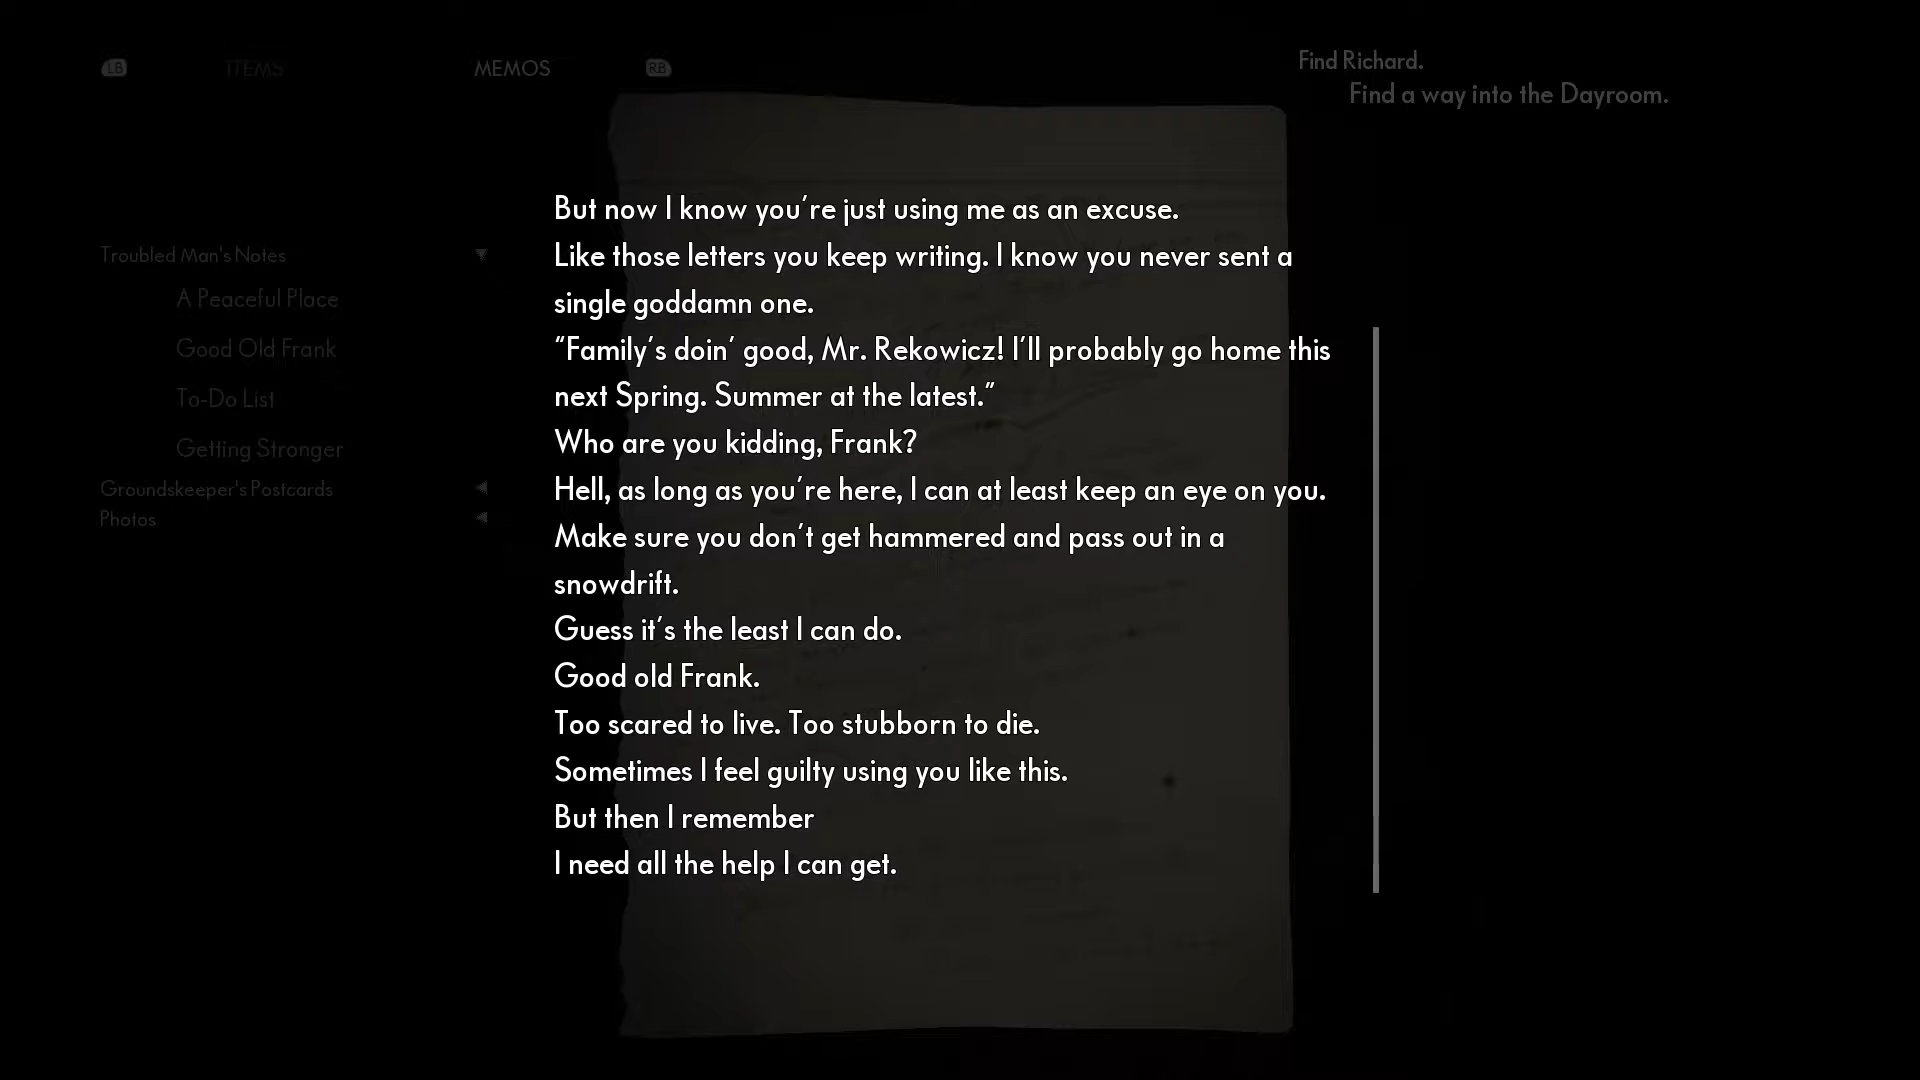 LB
ITEMS
MEMOS
RB
Find Richard.
Find a way into the Dayroom.
Troubled Man's Notes
A Peaceful Place
Good Old Frank
To-Do List
Getting Stronger
Groundskeeper's Postcards
Photos
But now I know you're just using me as an excuse.
Like those letters you keep writing. I know you never sent a
single goddamn one.
"Family's doin' good, Mr. Rekowicz! I'll probably go home this
next Spring. Summer at the latest."
Who are you kidding, Frank?
Hell, as long as you're here, I can at least keep an eye on you.
Make sure you don't get hammered and pass out in a
snowdrift.
Guess it's the least I can do.
Good old Frank.
Too scared to live. Too stubborn to die.
Sometimes I feel guilty using you like this.
But then I remember
I need all the help I can get.